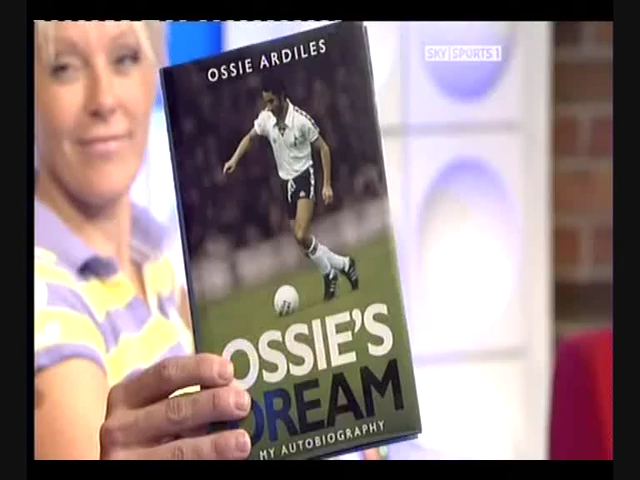 SKY SPORTS 1
OSSIE ARDILES
OSSIE'S
DREAM
MY AUTOBIOGRAPHY